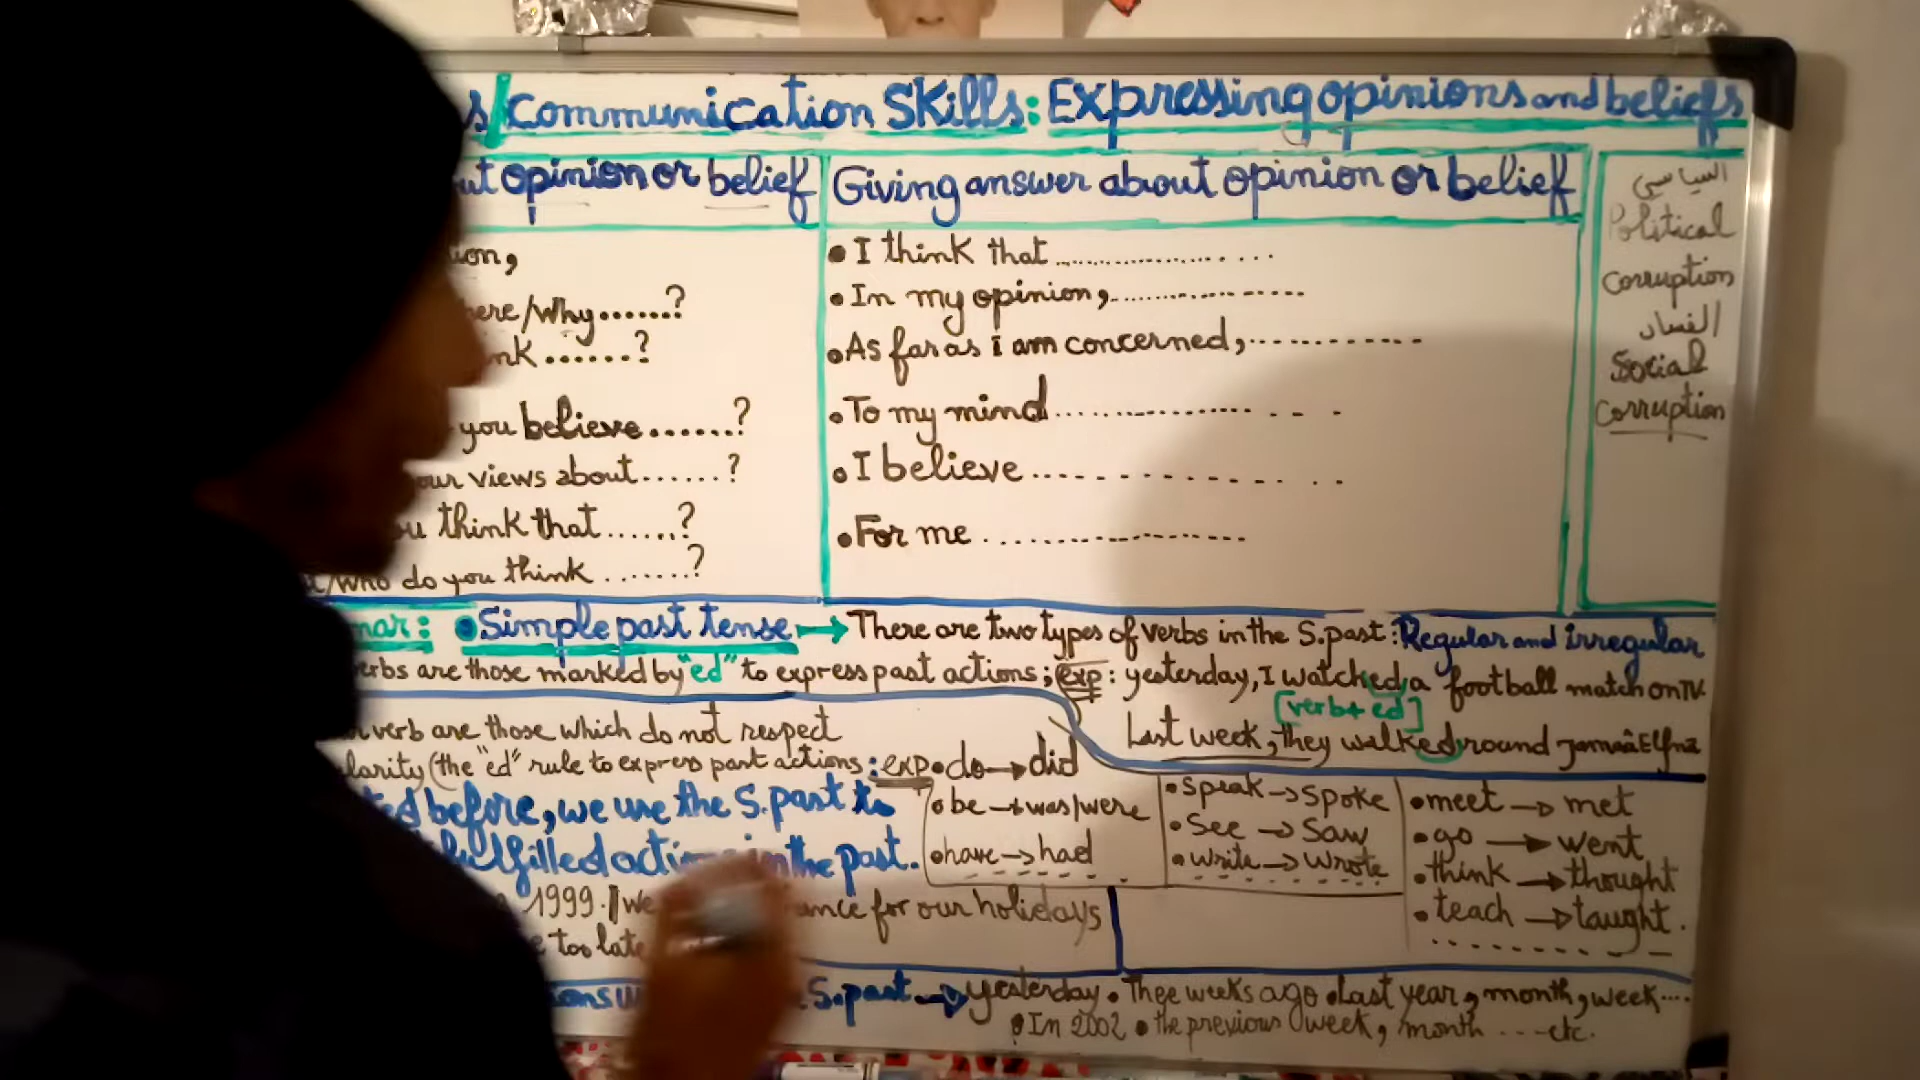 s/Communication Skills: Expressing opinions and beliefs
ut opinion or belief
ion,
ere/Why.......?
nk.......?
you believe.......?
our views about.......?
u think that.......?
/who do you think.......?
Giving answer about opinion or belief
• I think that....................
• In my opinion,....................
• As far as i am concerned,....................
• To my mind....................
• I believe....................
• For me....................
السياسي
Political
Corruption
الفساد
Social
Corruption
mar: • Simple past tense → There are two types of verbs in the S.past: Regular and irregular
erbs are those marked by "ed" to express past actions; exp: yesterday, I watched a football match on TV.
[verb+ed]
Last week, they walked round JamaâElfna
verb are those which do not respect
larity (the "ed" rule to express past actions: exp • do → did
• be → was/were
• have → had
• Speak → Spoke
• See → Saw
• write → wrote
• meet → met
• go → went
• think → thought
• teach → taught.
ted before, we use the S.past to
fulfilled actions in the past.
1999. we ance for our holidays
too late
ons S.past → yesterday • Thee weeks ago • Last year, month, week....
• In 2002 • the previous week, month ....etc.